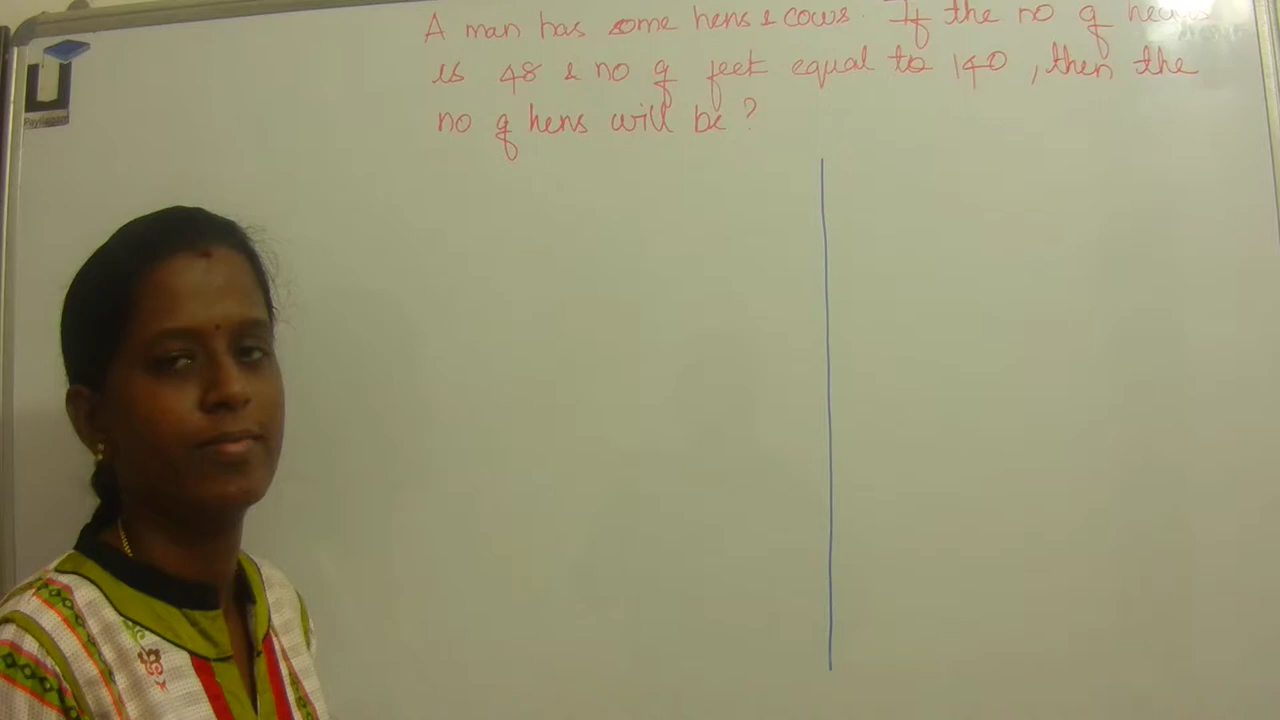 A man has some hens & cows. If the no of heads
is 48 & no of feet equal to 140, then the
no of hens will be?